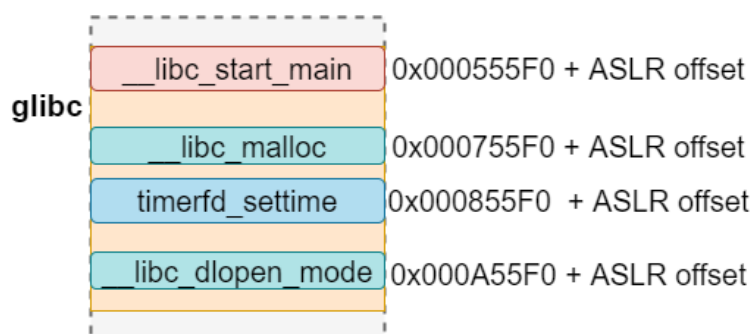 __libc_start_main 0x000555F0 + ASLR offset
glibc
__libc_malloc 0x000755F0 + ASLR offset
timerfd_settime 0x000855F0 + ASLR offset
__libc_dlopen_mode 0x000A55F0 + ASLR offset